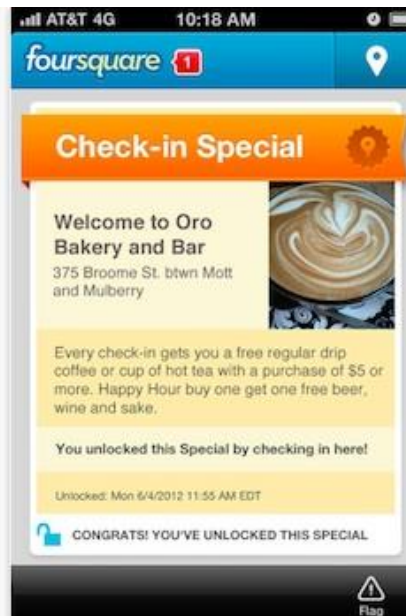 AT&T 4G 10:18 AM
foursquare 1
Check-in Special
Welcome to Oro
Bakery and Bar
375 Broome St. btwn Mott
and Mulberry
Every check-in gets you a free regular drip
coffee or cup of hot tea with a purchase of $5 or
more. Happy Hour buy one get one free beer,
wine and sake.
You unlocked this Special by checking in here!
Unlocked: Mon 6/4/2012 11:55 AM EDT
CONGRATS! YOU'VE UNLOCKED THIS SPECIAL
Flag